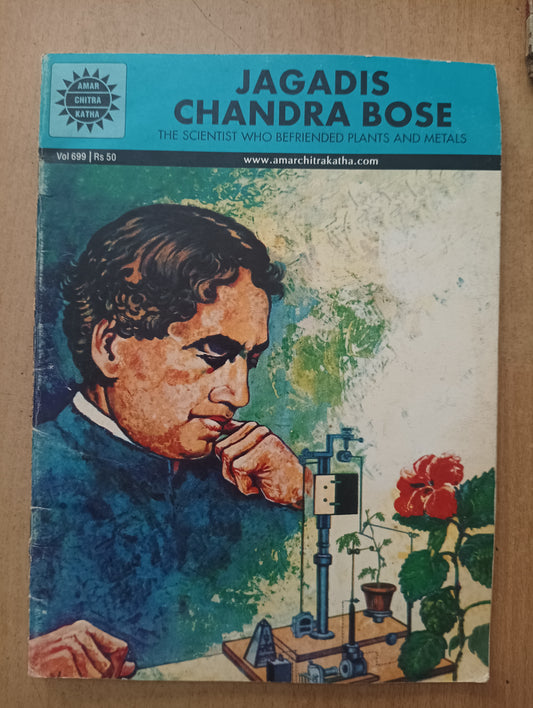 AMAR
CHITRA
KATHA
JAGADIS
CHANDRA BOSE
THE SCIENTIST WHO BEFRIENDED PLANTS AND METALS
Vol 699 | Rs 50
www.amarchitrakatha.com